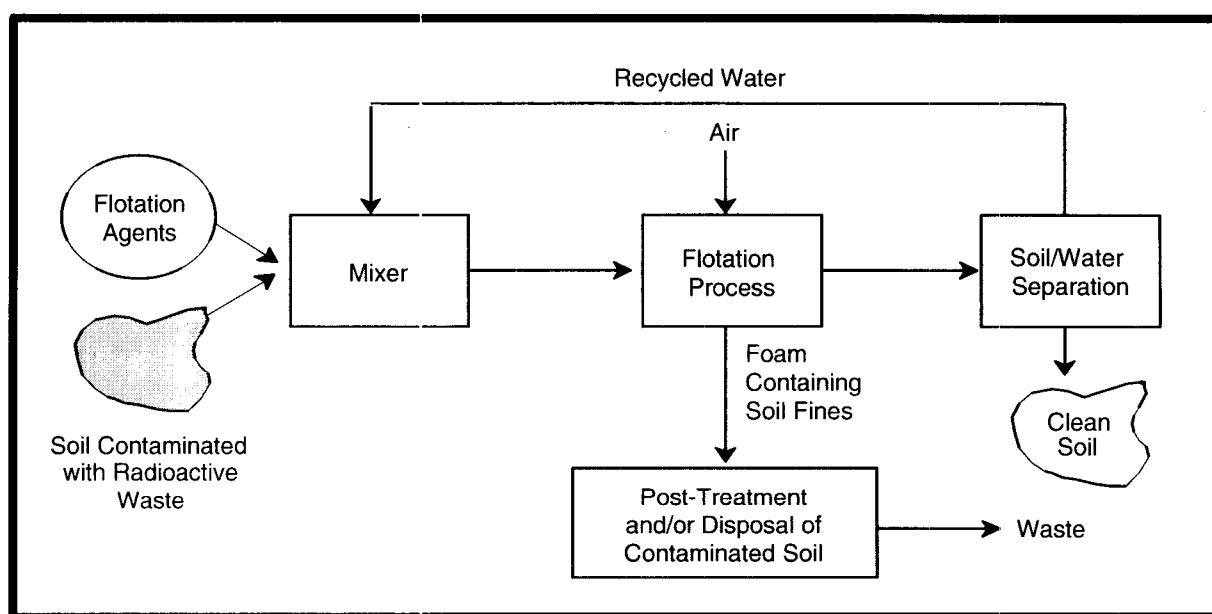 Recycled Water
Air
Flotation
Agents
Mixer
Flotation
Process
Soil/Water
Separation
Soil Contaminated
with Radioactive
Waste
Foam
Containing
Soil Fines
Clean
Soil
Post-Treatment
and/or Disposal of
Contaminated Soil
Waste